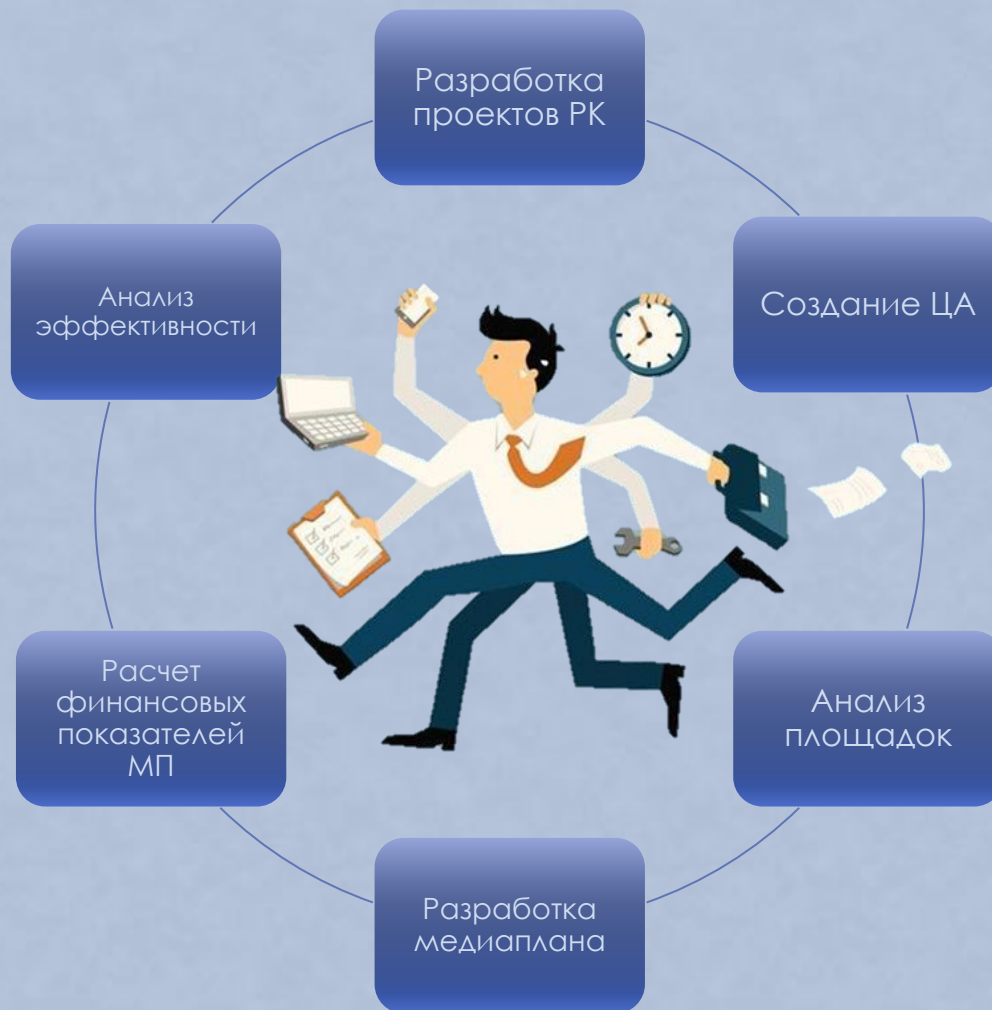 Разработка
проектов РК
Создание ЦА
Анализ
площадок
Разработка
медиаплана
Расчет
финансовых
показателей
МП
Анализ
эффективности